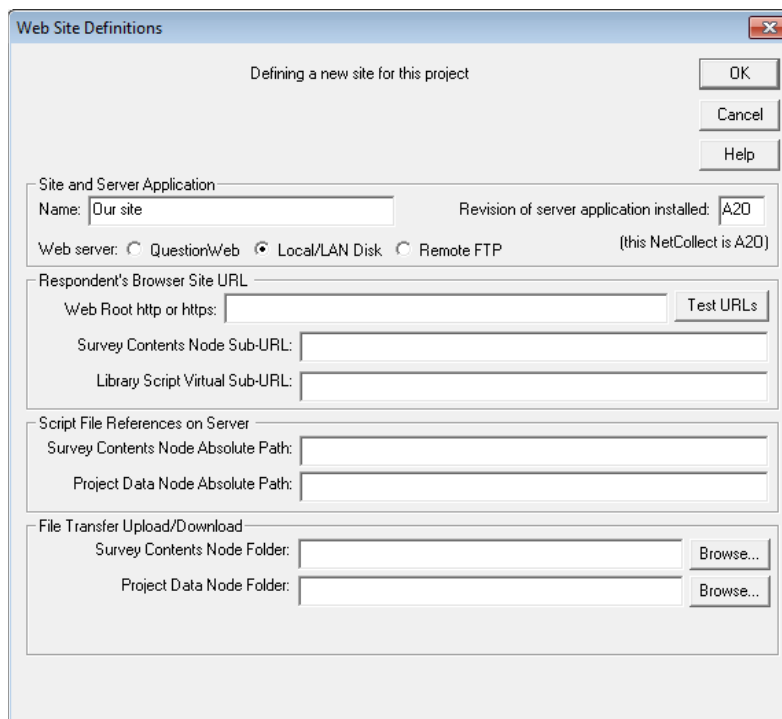 Web Site Definitions
Defining a new site for this project
OK
Cancel
Help
Site and Server Application
Name: Our site
Revision of server application installed: A20
Web server: QuestionWeb Local/LAN Disk Remote FTP
(this NetCollect is A20)
Respondent's Browser Site URL
Web Root http or https:
Test URLs
Survey Contents Node Sub-URL:
Library Script Virtual Sub-URL:
Script File References on Server
Survey Contents Node Absolute Path:
Project Data Node Absolute Path:
File Transfer Upload/Download
Survey Contents Node Folder:
Browse...
Project Data Node Folder:
Browse...